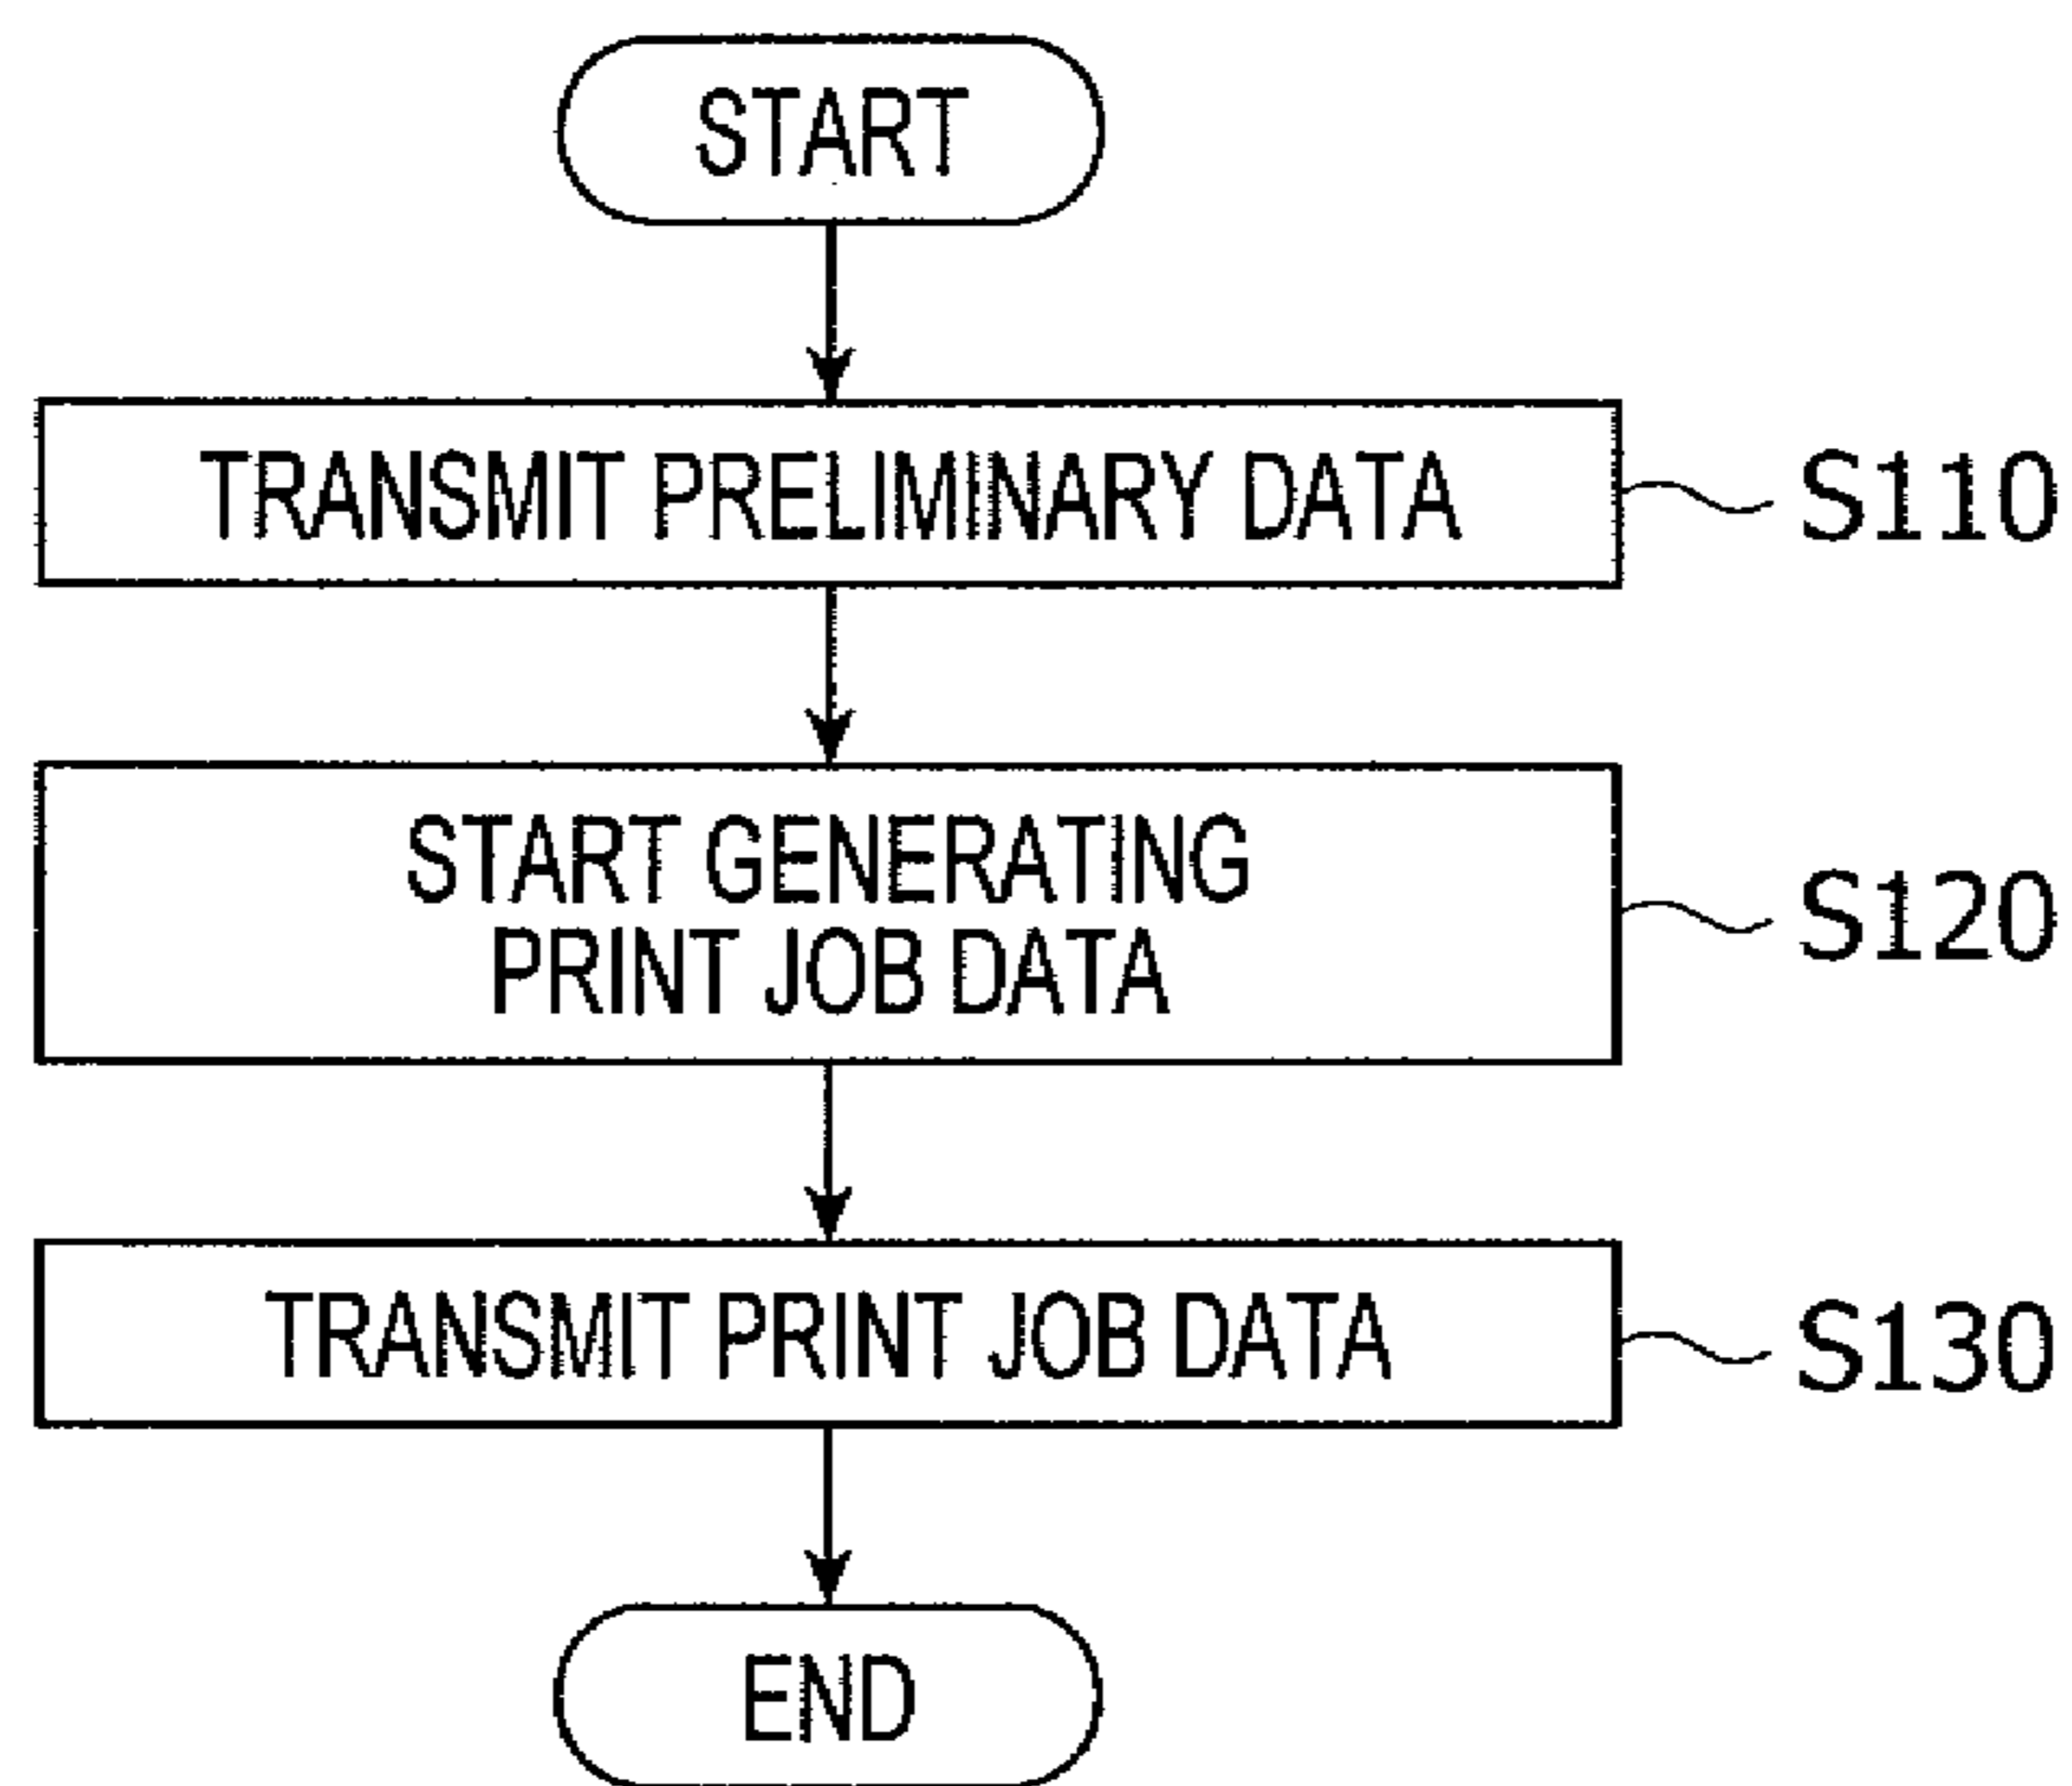 START
TRANSMIT PRELIMINARY DATA
S110
START GENERATING
PRINT JOB DATA
S120
TRANSMIT PRINT JOB DATA
S130
END